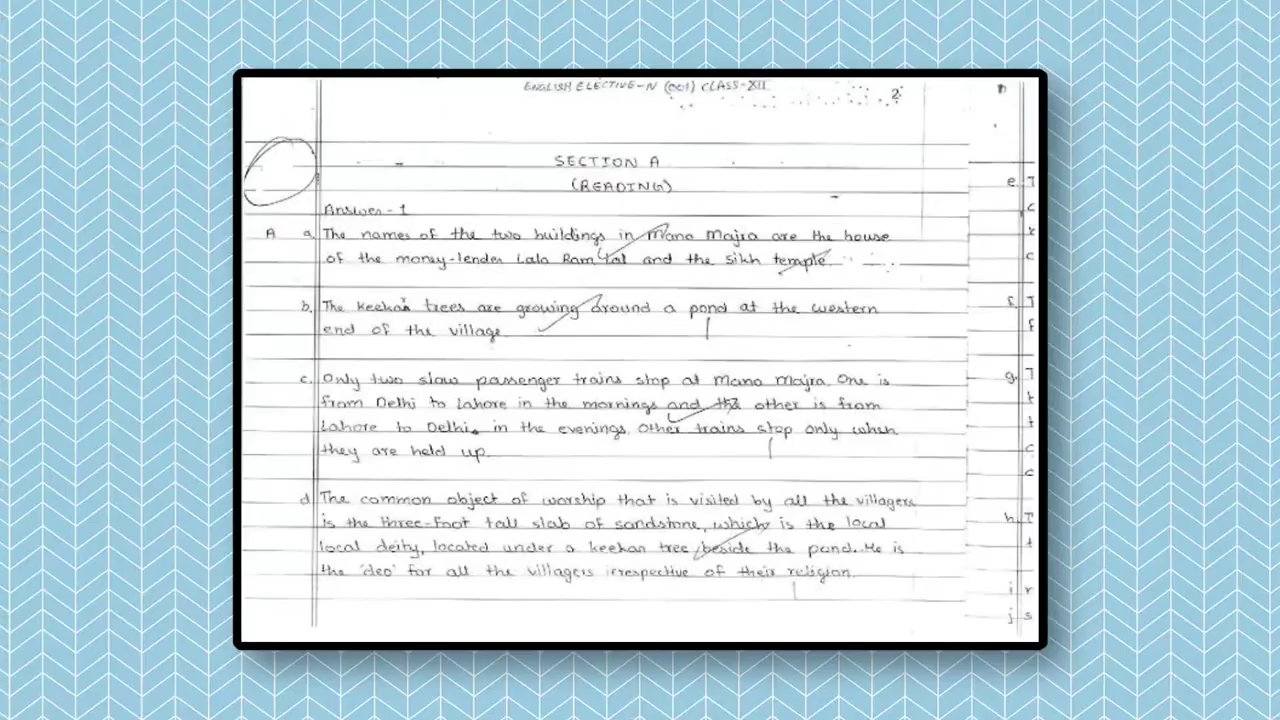 ENGLISH ELECTIVE-N (001) CLASS-XII
2
SECTION A
(READING)
Answer-1
A a. The names of the two buildings in Mano Majra are the house
of the money-lender Lala Ram Lal and the Sikh temple.
b. The keekan trees are growing around a pond at the western
end of the village.
c. Only two slow passenger trains stop at Mano Majra. One is
from Delhi to Lahore in the mornings and the other is from
Lahore to Delhi, in the evenings. Other trains stop only when
they are held up.
d. The common object of worship that is visited by all the villagers
is the three-foot tall slab of sandstone, which is the local
local deity, located under a keekan tree, beside the pond. He is
the 'deo' for all the villagers irrespective of their religion.
e. T
f. T
g. T
h. T
i. r
j. s